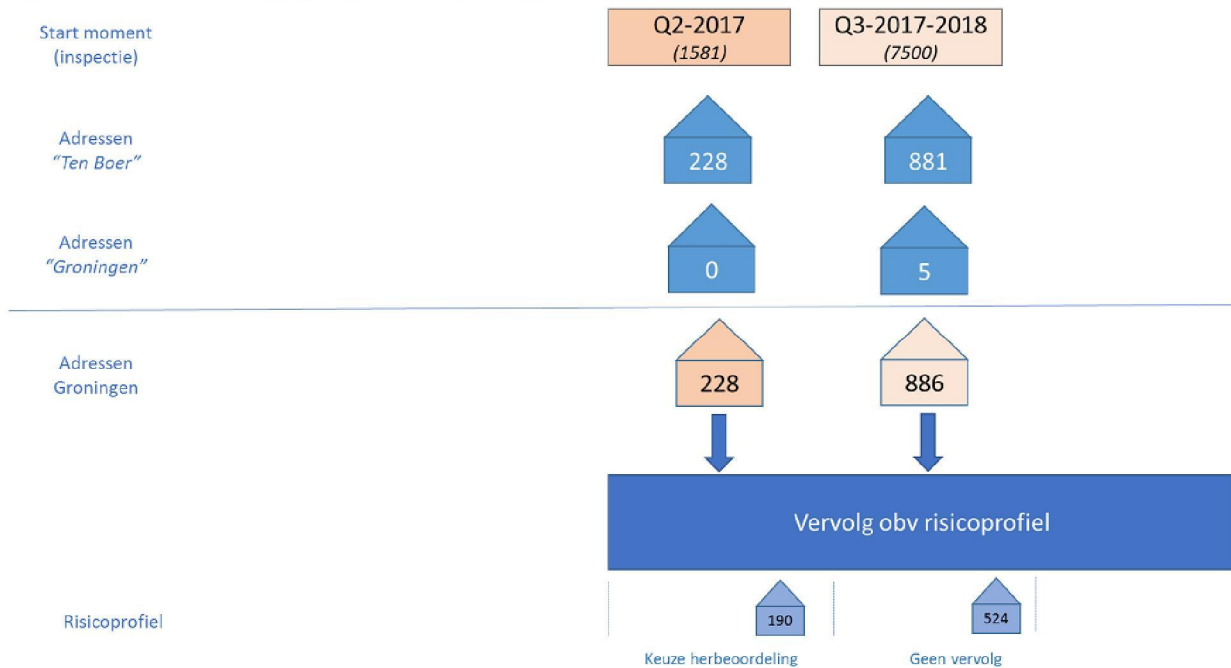 Start moment
(inspectie)
Q2-2017
(1581)
Q3-2017-2018
(7500)
Adressen
"Ten Boer"
228
881
Adressen
"Groningen"
0
5
Adressen
Groningen
228
886
Vervolg obv risicoprofiel
Risicoprofiel
190
524
Keuze herbeoordeling
Geen vervolg